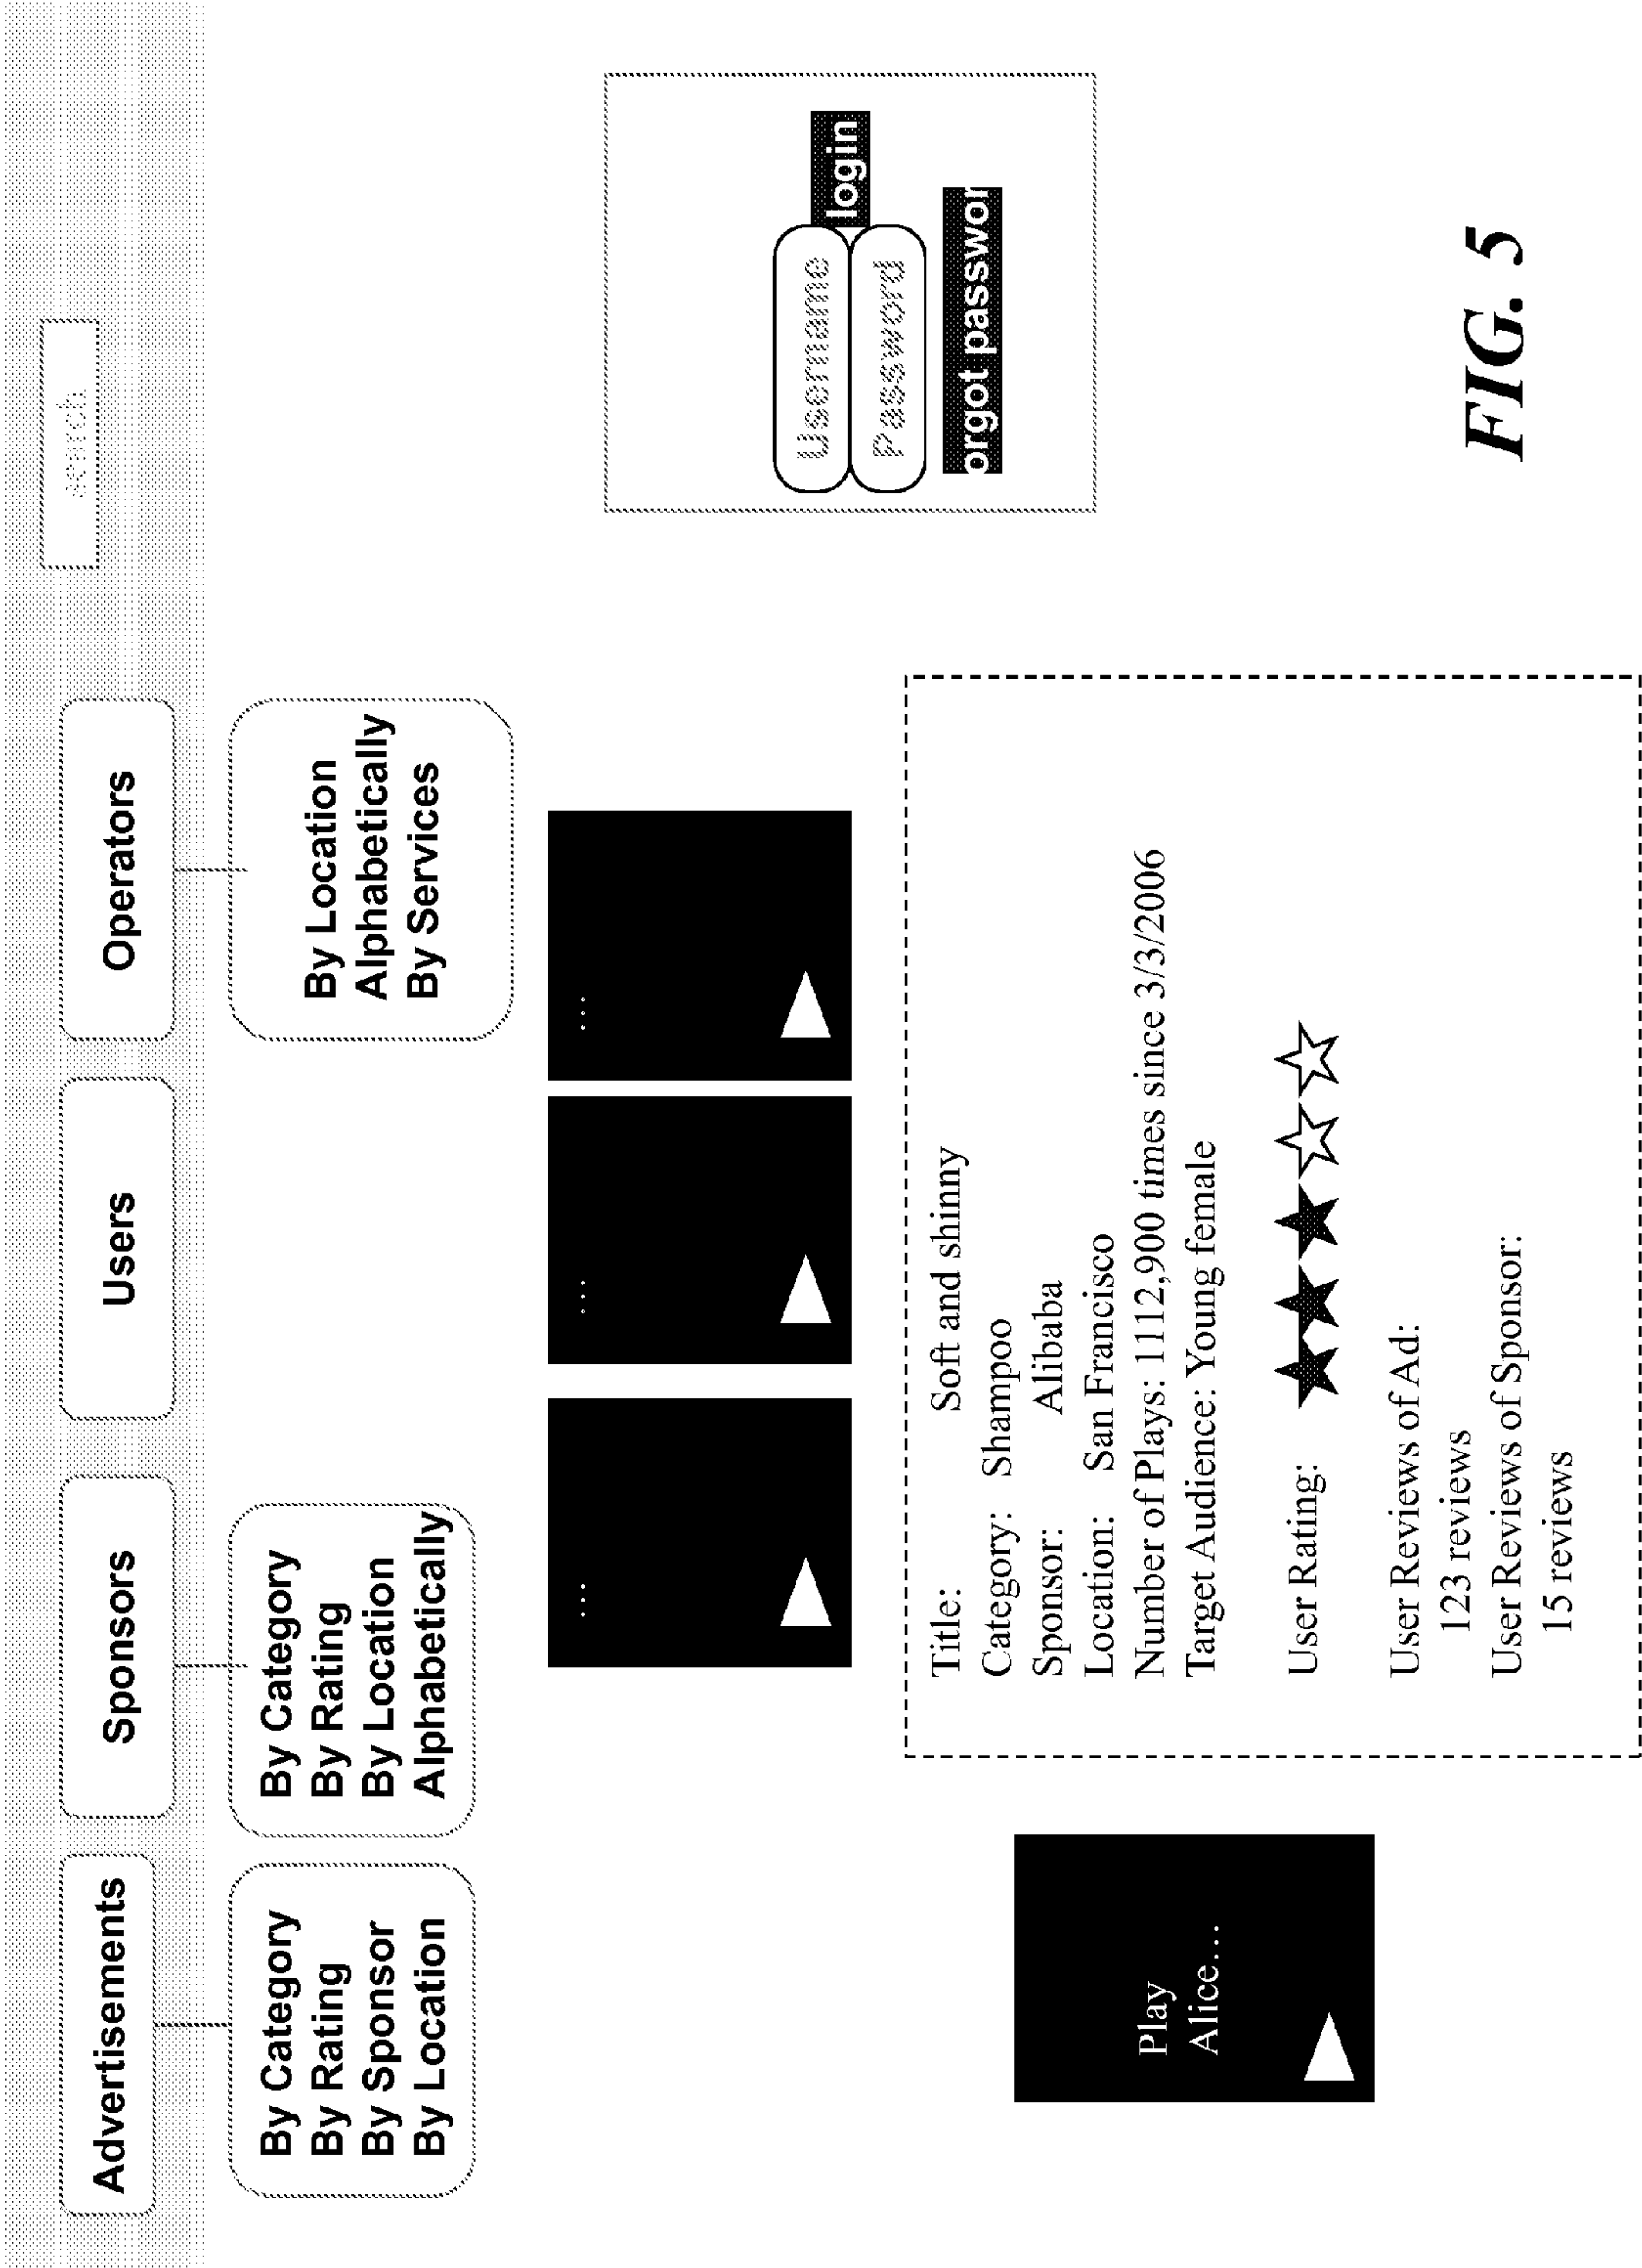 search
Advertisements
Sponsors
Users
Operators
By Category
By Rating
By Sponsor
By Location
By Category
By Rating
By Location
Alphabetically
By Location
Alphabetically
By Services
...
...
...
Username
login
Password
orgot passwor
Play
Alice...
Title: Soft and shinny
Category: Shampoo
Sponsor: Alibaba
Location: San Francisco
Number of Plays: 1112,900 times since 3/3/2006
Target Audience: Young female
User Rating:
User Reviews of Ad:
123 reviews
User Reviews of Sponsor:
15 reviews
FIG. 5